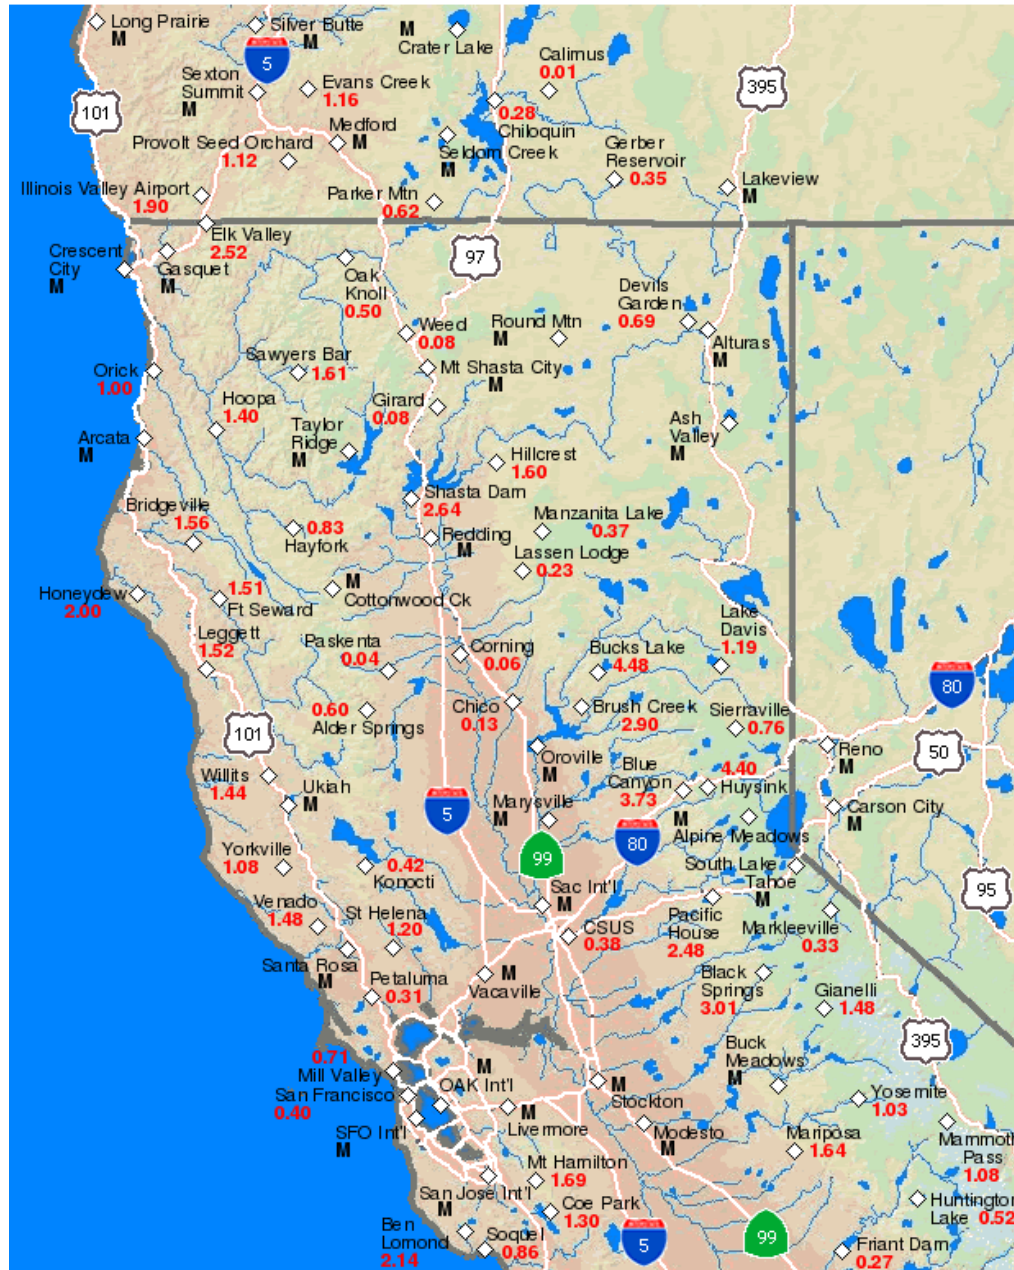 Long Prairie
M
Silver Butte
M
M
Crater Lake
5
Calimus
0.01
395
101
Sexton
Summit
M
Evans Creek
1.16
0.28
Chiloquin
Medford
M
Provolt Seed Orchard
1.12
Seldom Creek
M
Gerber
Reservoir
0.35
Lakeview
M
Illinois Valley Airport
1.90
Parker Mtn
0.62
Elk Valley
2.52
Crescent
City
M
Gasquet
M
97
Oak
Knoll
0.50
Devils
Garden
0.69
Weed
0.08
Round Mtn
M
Alturas
M
Orick
1.00
Sawyers Bar
1.61
Mt Shasta City
M
Hoopa
1.40
Girard
0.08
Taylor
Ridge
M
Ash
Valley
M
Arcata
M
Hillcrest
1.60
Shasta Dam
2.64
Bridgeville
1.56
0.83
Hayfork
Redding
M
Manzanita Lake
0.37
Lassen Lodge
0.23
Honeydew
2.00
1.51
Ft Seward
M
Cottonwood Ck
Lake
Davis
1.19
Leggett
1.52
Paskenta
0.04
Corning
0.06
Bucks Lake
4.48
80
0.60
Alder Springs
Chico
0.13
Brush Creek
2.90
Sierraville
0.76
101
Oroville
M
Reno
M
50
Willits
1.44
Ukiah
M
Blue
Canyon
3.73
4.40
Huysink
5
Marysville
M
80
M
Alpine Meadows
Carson City
M
Yorkville
1.08
0.42
Konocti
99
South Lake
Tahoe
M
95
Venado
1.48
St Helena
1.20
Sac Int'l
M
CSUS
0.38
Pacific
House
2.48
Markleeville
0.33
Santa Rosa
M
Petaluma
0.31
M
Vacaville
Black
Springs
3.01
Gianelli
1.48
395
0.71
Mill Valley
M
Buck
Meadows
M
San Francisco
0.40
OAK Int'l
M
Livermore
M
Stockton
Yosemite
1.03
SFO Int'l
M
Modesto
M
Mariposa
1.64
Mammoth
Pass
1.08
Mt Hamilton
1.69
San Jose Int'l
M
Coe Park
1.30
Huntington
Lake 0.52
Ben
Lomond
2.14
Soquel
0.86
5
99
Friant Dam
0.27